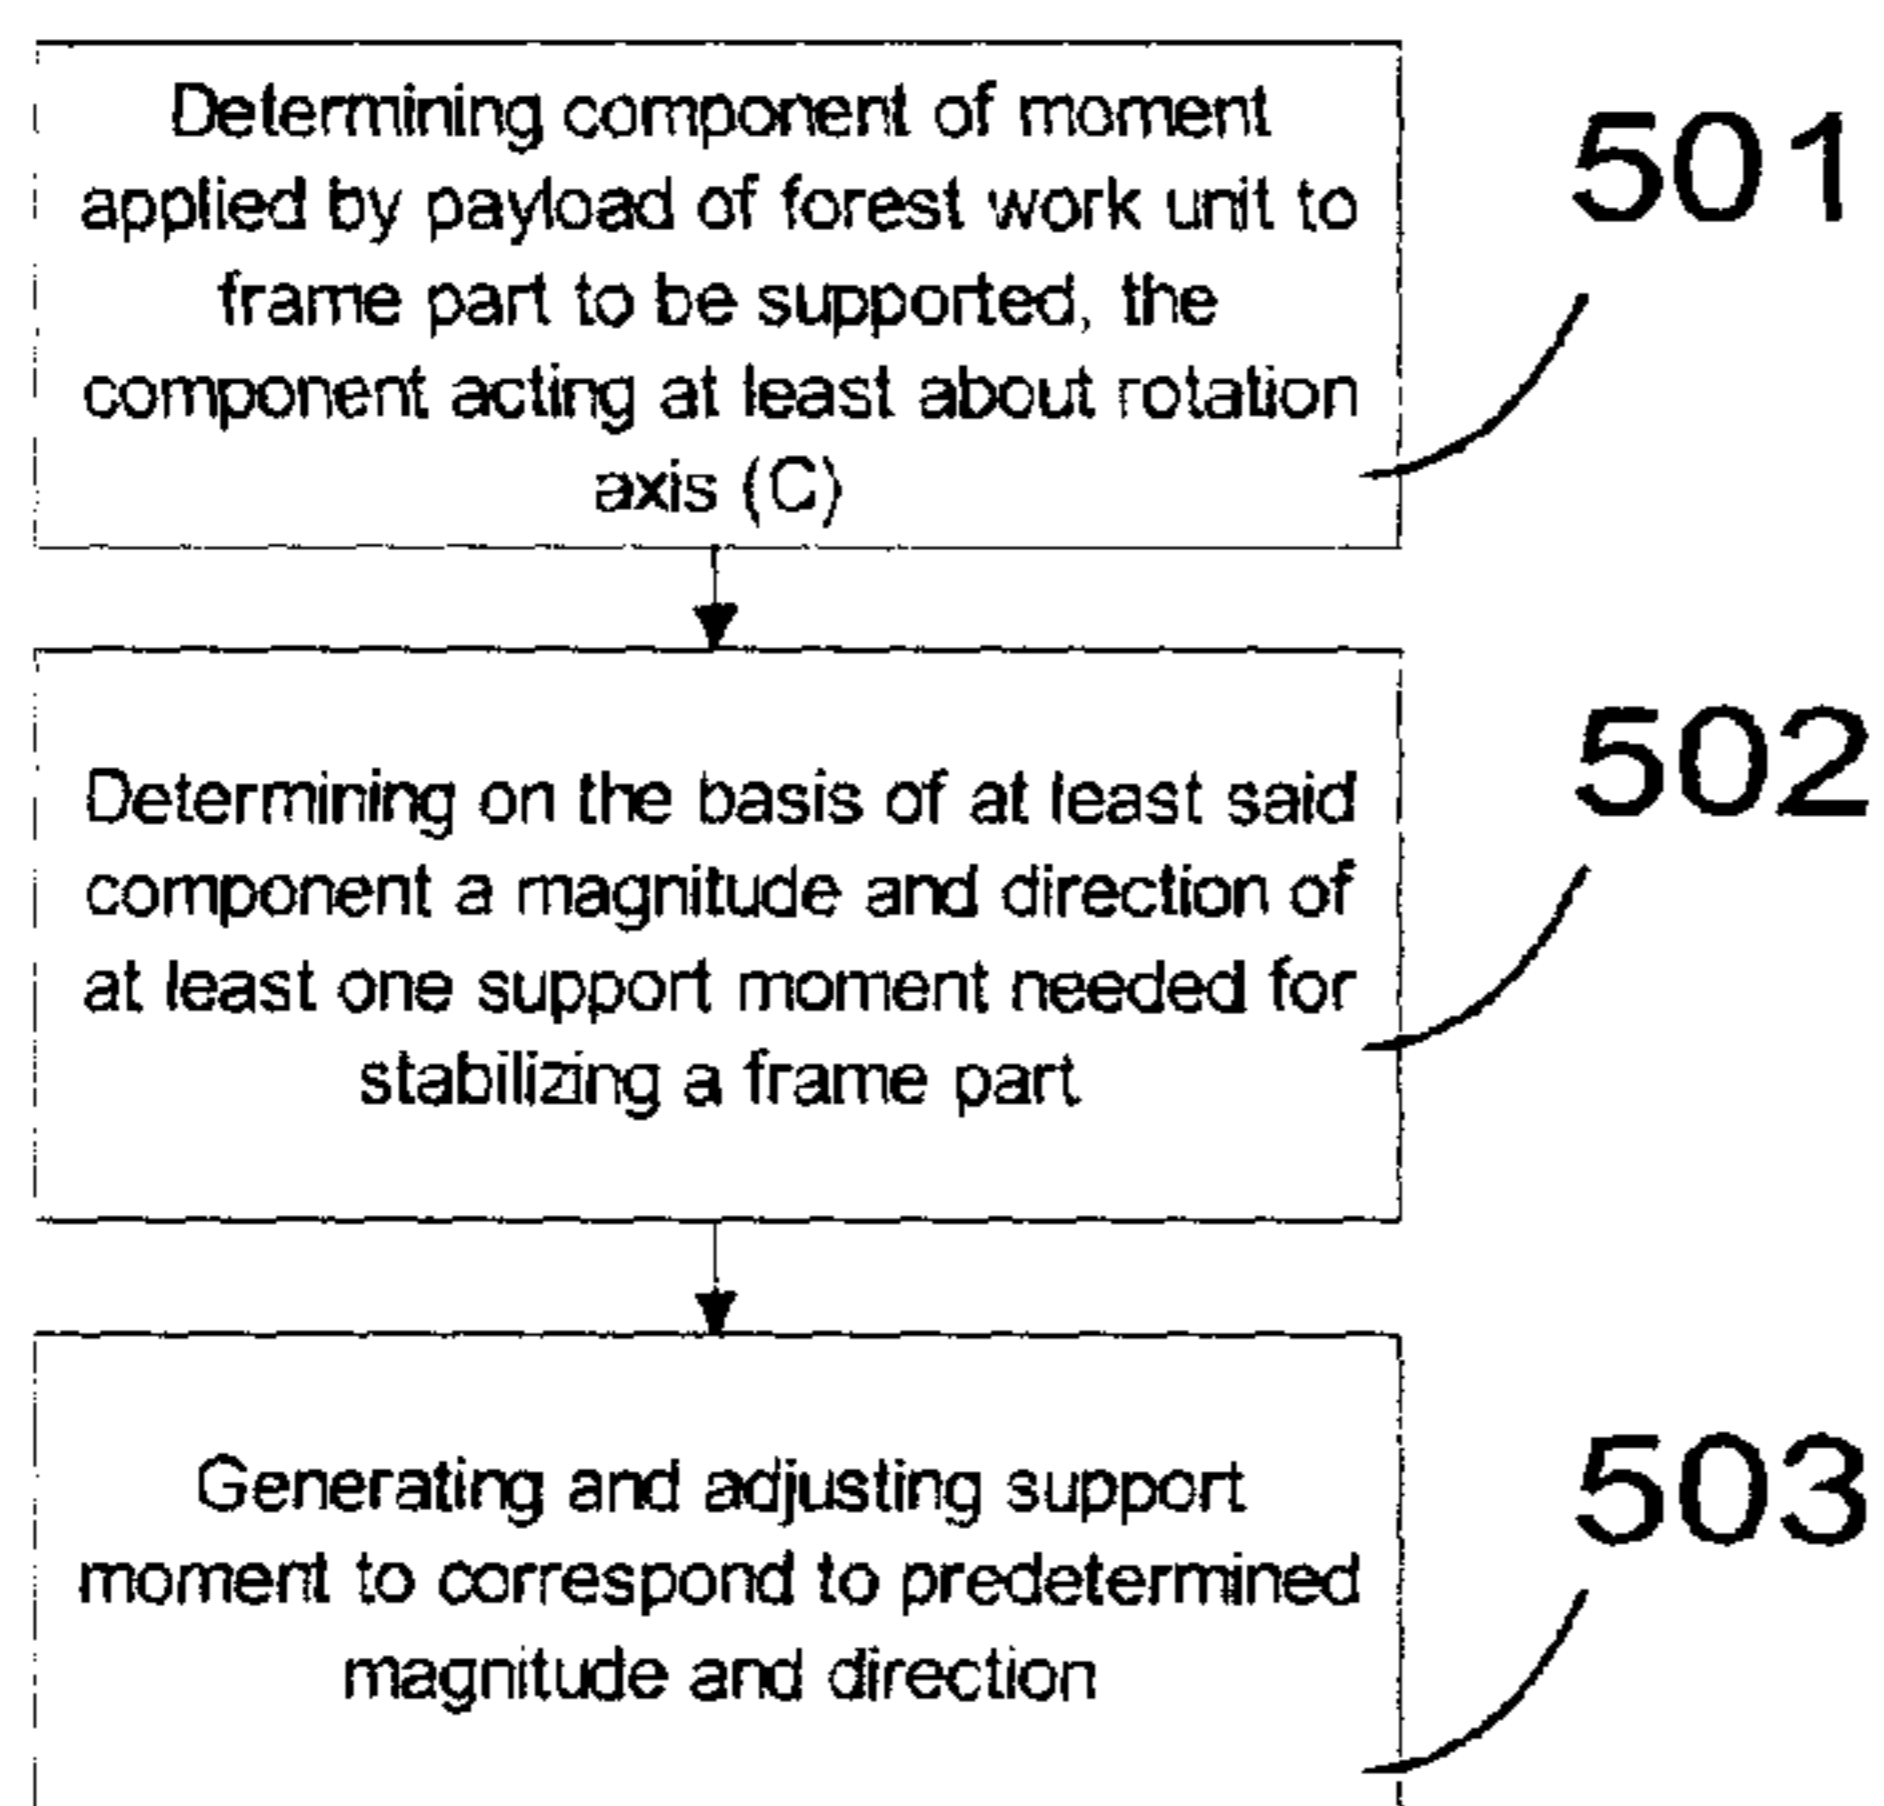 Determining component of moment
applied by payload of forest work unit to
frame part to be supported, the
component acting at least about rotation
axis (C)
501
Determining on the basis of at least said
component a magnitude and direction of
at least one support moment needed for
stabilizing a frame part
502
Generating and adjusting support
moment to correspond to predetermined
magnitude and direction
503